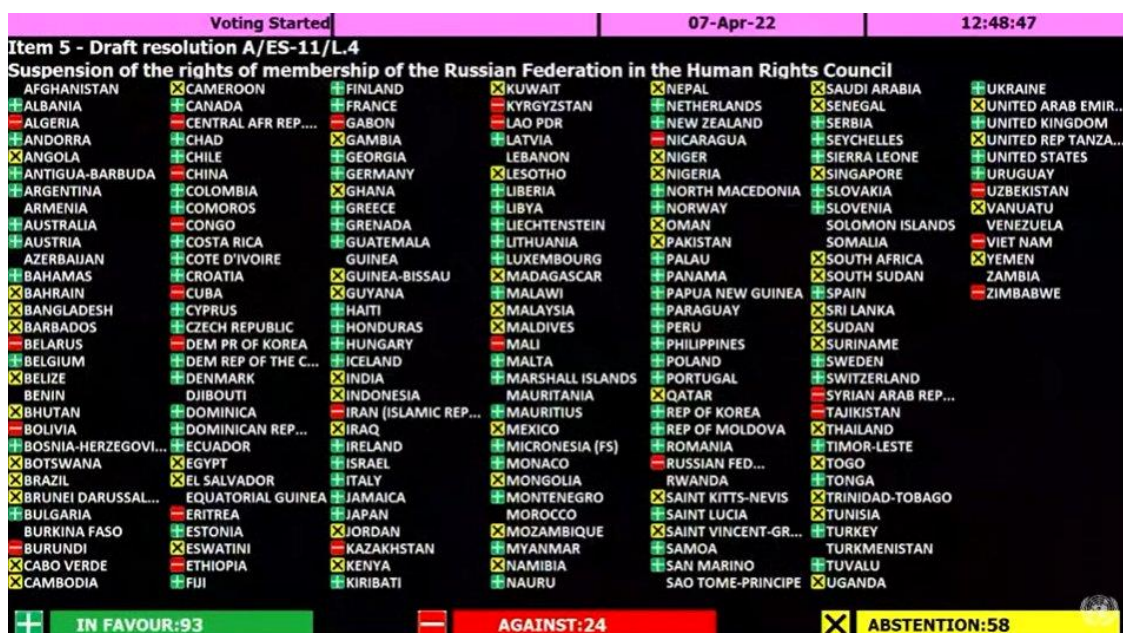 Voting Started 07-Apr-22 12:48:47
Item 5 - Draft resolution A/ES-11/L.4
Suspension of the rights of membership of the Russian Federation in the Human Rights Council
AFGHANISTAN
ALBANIA
ALGERIA
ANDORRA
ANGOLA
ANTIGUA-BARBUDA
ARGENTINA
ARMENIA
AUSTRALIA
AUSTRIA
AZERBAIJAN
BAHAMAS
BAHRAIN
BANGLADESH
BARBADOS
BELARUS
BELGIUM
BELIZE
BENIN
BHUTAN
BOLIVIA
BOSNIA-HERZEGOVI...
BOTSWANA
BRAZIL
BRUNEI DARUSSAL...
BULGARIA
BURKINA FASO
BURUNDI
CABO VERDE
CAMBODIA
CAMEROON
CANADA
CENTRAL AFR REP....
CHAD
CHILE
CHINA
COLOMBIA
COMOROS
CONGO
COSTA RICA
COTE D'IVOIRE
CROATIA
CUBA
CYPRUS
CZECH REPUBLIC
DEM PR OF KOREA
DEM REP OF THE C...
DENMARK
DJIBOUTI
DOMINICA
DOMINICAN REP...
ECUADOR
EGYPT
EL SALVADOR
EQUATORIAL GUINEA
ERITREA
ESTONIA
ESWATINI
ETHIOPIA
FIJI
FINLAND
FRANCE
GABON
GAMBIA
GEORGIA
GERMANY
GHANA
GREECE
GRENADA
GUATEMALA
GUINEA
GUINEA-BISSAU
GUYANA
HAITI
HONDURAS
HUNGARY
ICELAND
INDIA
INDONESIA
IRAN (ISLAMIC REP...
IRAQ
IRELAND
ISRAEL
ITALY
JAMAICA
JAPAN
JORDAN
KAZAKHSTAN
KENYA
KIRIBATI
KUWAIT
KYRGYZSTAN
LAO PDR
LATVIA
LEBANON
LESOTHO
LIBERIA
LIBYA
LIECHTENSTEIN
LITHUANIA
LUXEMBOURG
MADAGASCAR
MALAWI
MALAYSIA
MALDIVES
MALI
MALTA
MARSHALL ISLANDS
MAURITANIA
MAURITIUS
MEXICO
MICRONESIA (FS)
MONACO
MONGOLIA
MONTENEGRO
MOROCCO
MOZAMBIQUE
MYANMAR
NAMIBIA
NAURU
NEPAL
NETHERLANDS
NEW ZEALAND
NICARAGUA
NIGER
NIGERIA
NORTH MACEDONIA
NORWAY
OMAN
PAKISTAN
PALAU
PANAMA
PAPUA NEW GUINEA
PARAGUAY
PERU
PHILIPPINES
POLAND
PORTUGAL
QATAR
REP OF KOREA
REP OF MOLDOVA
ROMANIA
RUSSIAN FED...
RWANDA
SAINT KITTS-NEVIS
SAINT LUCIA
SAINT VINCENT-GR...
SAMOA
SAN MARINO
SAO TOME-PRINCIPE
SAUDI ARABIA
SENEGAL
SERBIA
SEYCHELLES
SIERRA LEONE
SINGAPORE
SLOVAKIA
SLOVENIA
SOLOMON ISLANDS
SOMALIA
SOUTH AFRICA
SOUTH SUDAN
SPAIN
SRI LANKA
SUDAN
SURINAME
SWEDEN
SWITZERLAND
SYRIAN ARAB REP...
TAJIKISTAN
THAILAND
TIMOR-LESTE
TOGO
TONGA
TRINIDAD-TOBAGO
TUNISIA
TURKEY
TURKMENISTAN
TUVALU
UGANDA
UKRAINE
UNITED ARAB EMIR...
UNITED KINGDOM
UNITED REP TANZA...
UNITED STATES
URUGUAY
UZBEKISTAN
VANUATU
VENEZUELA
VIET NAM
YEMEN
ZAMBIA
ZIMBABWE
IN FAVOUR:93 AGAINST:24 ABSTENTION:58